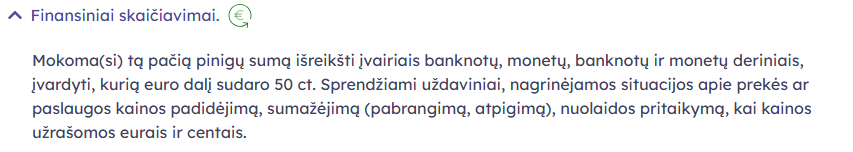 Finansiniai skaičiavimai. €
Mokoma(si) tą pačią pinigų sumą išreikšti įvairiais banknotų, monetų, banknotų ir monetų deriniais,
įvardyti, kurią euro dalį sudaro 50 ct. Sprendžiami uždaviniai, nagrinėjamos situacijos apie prekės ar
paslaugos kainos padidėjimą, sumažėjimą (pabrangimą, atpigimą), nuolaidos pritaikymą, kai kainos
užrašomos eurais ir centais.